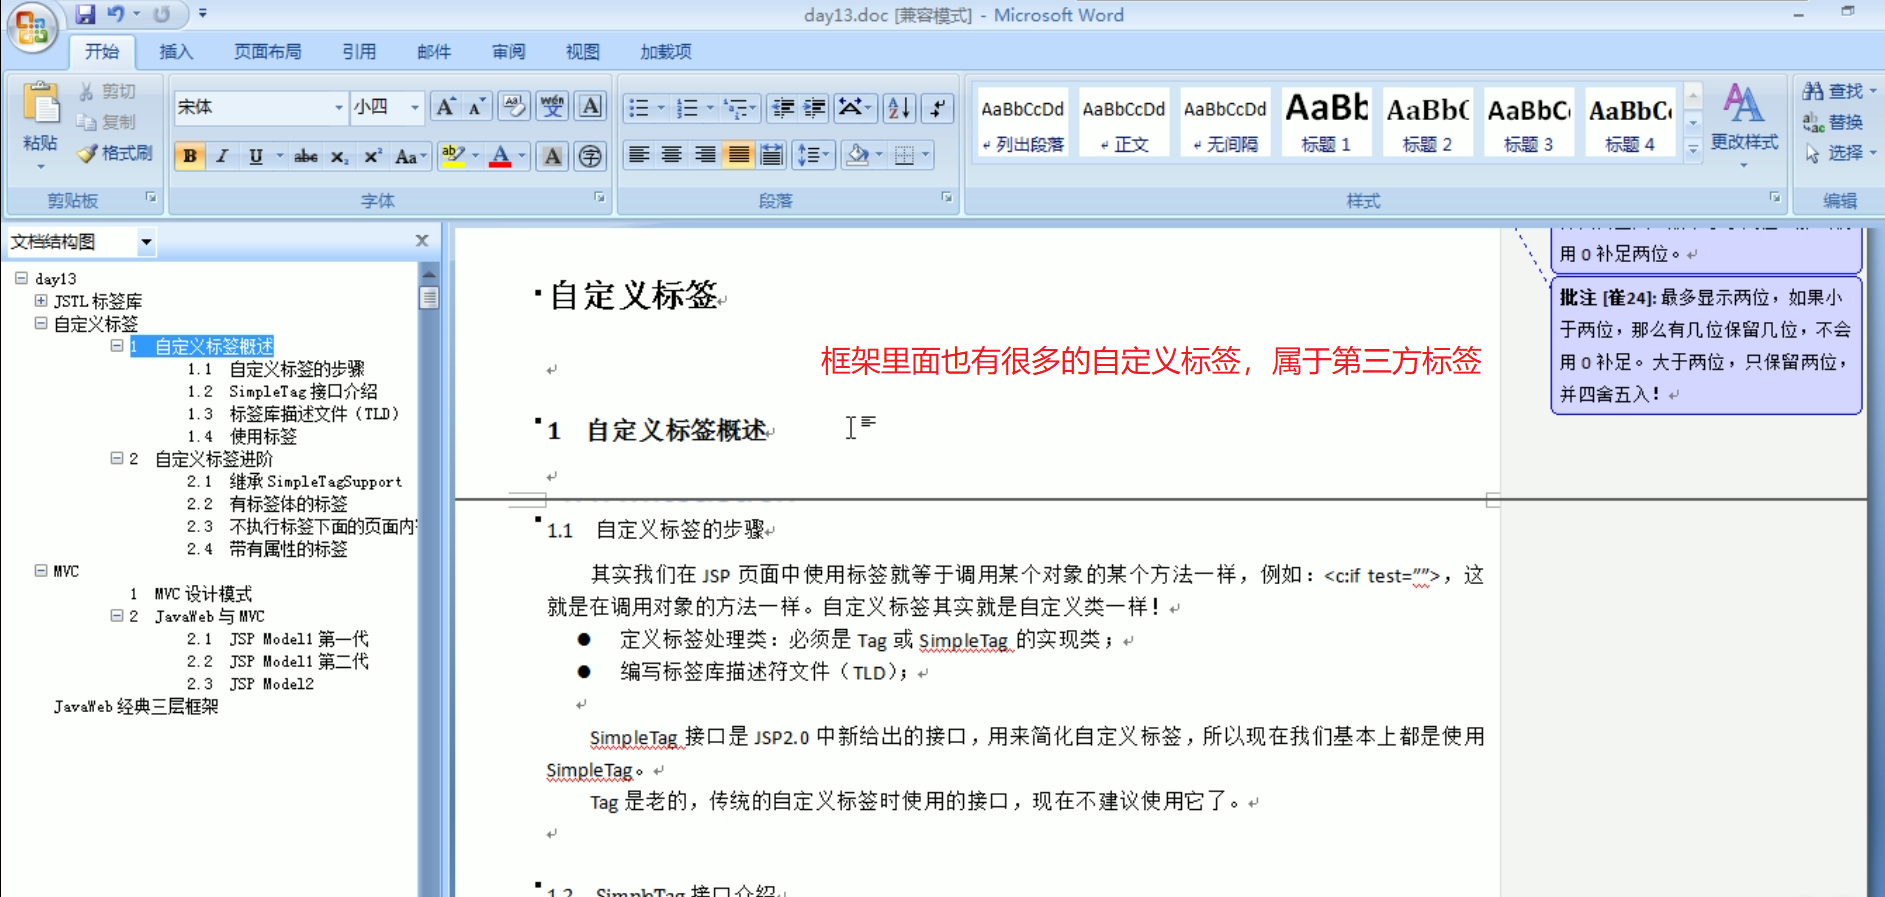 day13.doc [兼容模式] - Microsoft Word
开始 插入 页面布局 引用 邮件 审阅 视图 加载项
粘贴
剪切
复制
格式刷
剪贴板
宋体 小四
B I U abe x₂ x² Aa A A
字体
段落
AaBbCcDd AaBbCcDd AaBbCcDd AaBb AaBbC AaBbC AaBbC
列出段落 正文 无间隔 标题 1 标题 2 标题 3 标题 4
更改样式
样式
查找
替换
选择
编辑
文档结构图
day13
JSTL 标签库
自定义标签
1 自定义标签概述
1.1 自定义标签的步骤
1.2 SimpleTag 接口介绍
1.3 标签库描述文件（TLD）
1.4 使用标签
2 自定义标签进阶
2.1 继承 SimpleTagSupport
2.2 有标签体的标签
2.3 不执行标签下面的页面内
2.4 带有属性的标签
MVC
1 MVC 设计模式
2 JavaWeb 与 MVC
2.1 JSP Model1 第一代
2.2 JSP Model1 第二代
2.3 JSP Model2
JavaWeb 经典三层框架
自定义标签
框架里面也有很多的自定义标签，属于第三方标签
1 自定义标签概述
1.1 自定义标签的步骤
其实我们在 JSP 页面中使用标签就等于调用某个对象的某个方法一样，例如：<c:if test=””>，这
就是在调用对象的方法一样。自定义标签其实就是自定义类一样！
● 定义标签处理类：必须是 Tag 或 SimpleTag 的实现类；
● 编写标签库描述符文件（TLD）；
SimpleTag 接口是 JSP2.0 中新给出的接口，用来简化自定义标签，所以现在我们基本上都是使用
SimpleTag。
Tag 是老的，传统的自定义标签时使用的接口，现在不建议使用它了。
1.2 SimpleTag 接口介绍
用 0 补足两位。
批注 [崔24]: 最多显示两位，如果小
于两位，那么有几位保留几位，不会
用 0 补足。大于两位，只保留两位，
并四舍五入！